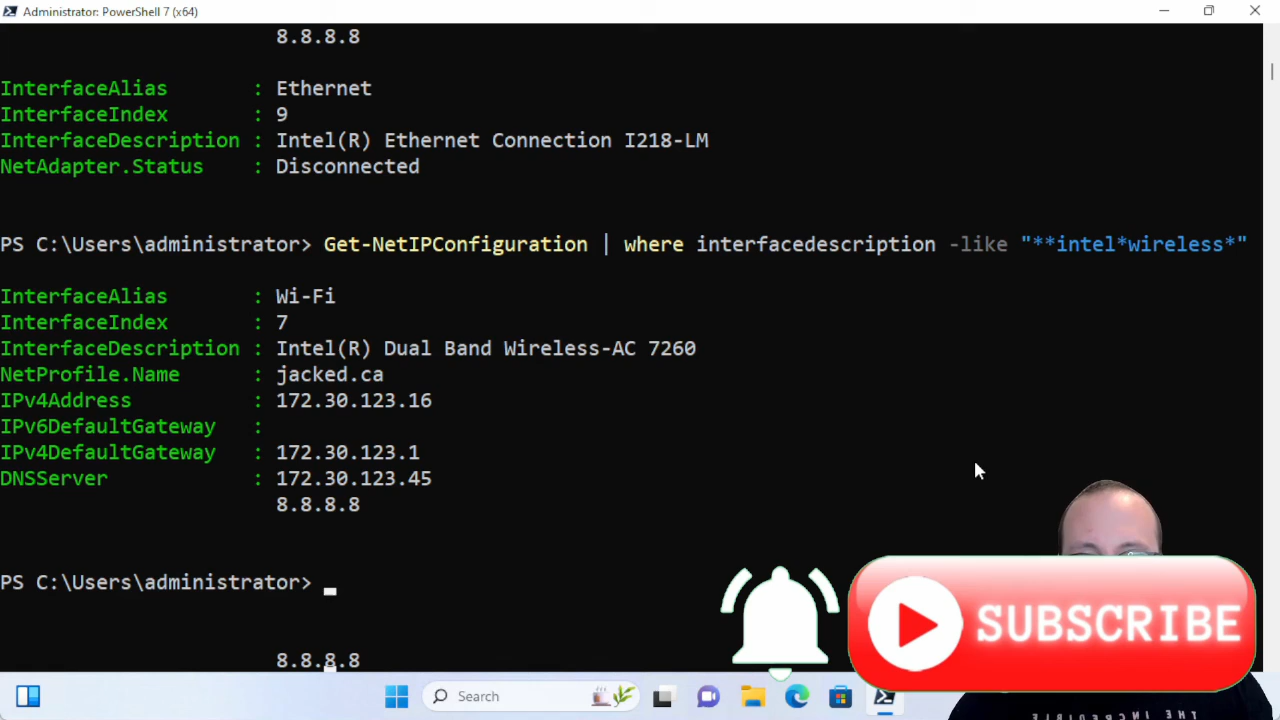 Administrator: PowerShell 7 (x64)
8.8.8.8
InterfaceAlias : Ethernet
InterfaceIndex : 9
InterfaceDescription : Intel(R) Ethernet Connection I218-LM
NetAdapter.Status : Disconnected
PS C:\Users\administrator> Get-NetIPConfiguration | where interfacedescription -like "**intel*wireless*"
InterfaceAlias : Wi-Fi
InterfaceIndex : 7
InterfaceDescription : Intel(R) Dual Band Wireless-AC 7260
NetProfile.Name : jacked.ca
IPv4Address : 172.30.123.16
IPv6DefaultGateway :
IPv4DefaultGateway : 172.30.123.1
DNSServer : 172.30.123.45
8.8.8.8
PS C:\Users\administrator>
SUBSCRIBE
8.8.8.8
Search
THE INCREDIBLE